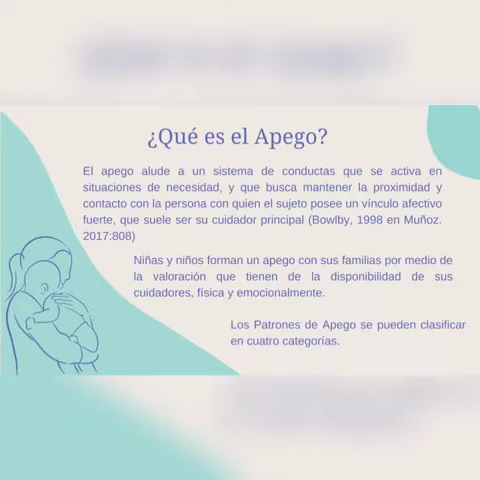 ¿Qué es el Apego?
El apego alude a un sistema de conductas que se activa en
situaciones de necesidad, y que busca mantener la proximidad y
contacto con la persona con quien el sujeto posee un vínculo afectivo
fuerte, que suele ser su cuidador principal (Bowlby, 1998 en Muñoz.
2017:808)
Niñas y niños forman un apego con sus familias por medio de
la valoración que tienen de la disponibilidad de sus
cuidadores, física y emocionalmente.
Los Patrones de Apego se pueden clasificar
en cuatro categorías.